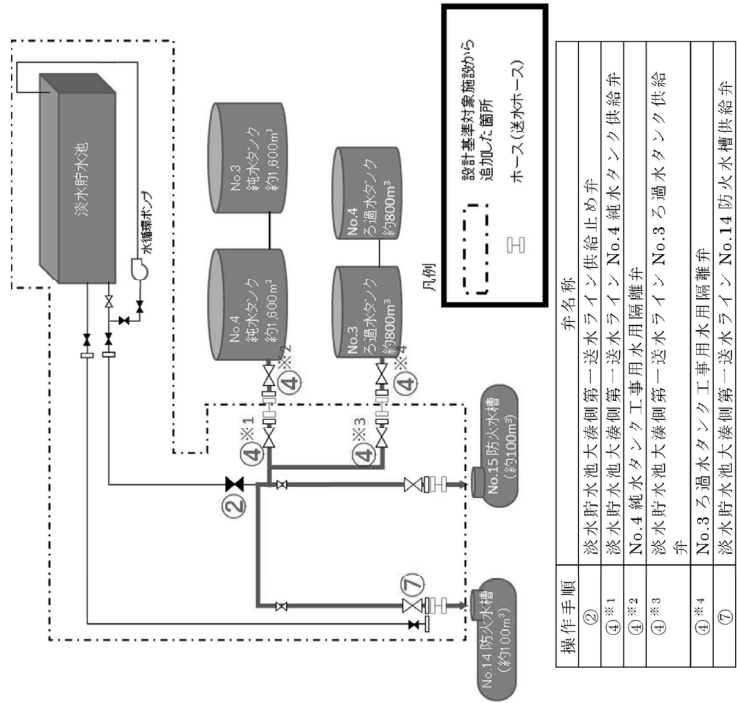 淡水貯水池
水循環ポンプ
No.4
純水タンク
約1,600m³
No.3
純水タンク
約1,600m³
No.3
ろ過水タンク
約800m³
No.4
ろ過水タンク
約800m³
②
④※1
④※2
④※3
④※4
⑦
No.14 防火水槽
(約100m³)
No.15 防火水槽
(約100m³)
凡例
設計基準対象施設から
追加した箇所
ホース(送水ホース)
操作手順 弁名称
② 淡水貯水池大湊側第一送水ライン供給止め弁
④※1 淡水貯水池大湊側第一送水ライン No.4 純水タンク供給弁
④※2 No.4 純水タンク工事用水用隔離弁
④※3 淡水貯水池大湊側第一送水ライン No.3 ろ過水タンク供給
弁
④※4 No.3 ろ過水タンク工事用水用隔離弁
⑦ 淡水貯水池大湊側第一送水ライン No.14 防火水槽供給弁